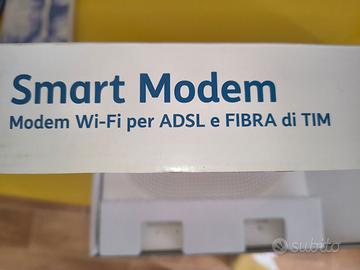 Smart Modem
Modem Wi-Fi per ADSL e FIBRA di TIM
subito